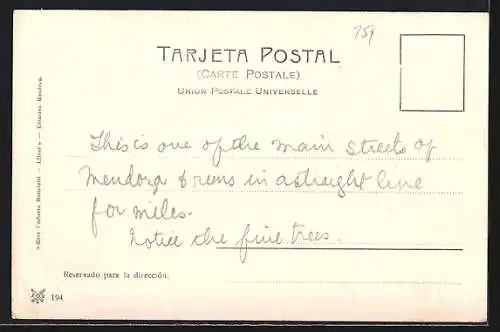 759
TARJETA POSTAL
(CARTE POSTALE)
UNION POSTALE UNIVERSELLE
This is one of the main streets of
Mendoza & runs in a straight line
for miles.
Notice the fine trees.
Reservado para la dirección.
194